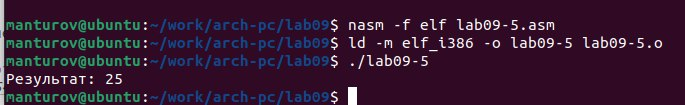 manturov@ubuntu:~/work/arch-pc/lab09$ nasm -f elf lab09-5.asm
manturov@ubuntu:~/work/arch-pc/lab09$ ld -m elf_i386 -o lab09-5 lab09-5.o
manturov@ubuntu:~/work/arch-pc/lab09$ ./lab09-5
Результат: 25
manturov@ubuntu:~/work/arch-pc/lab09$